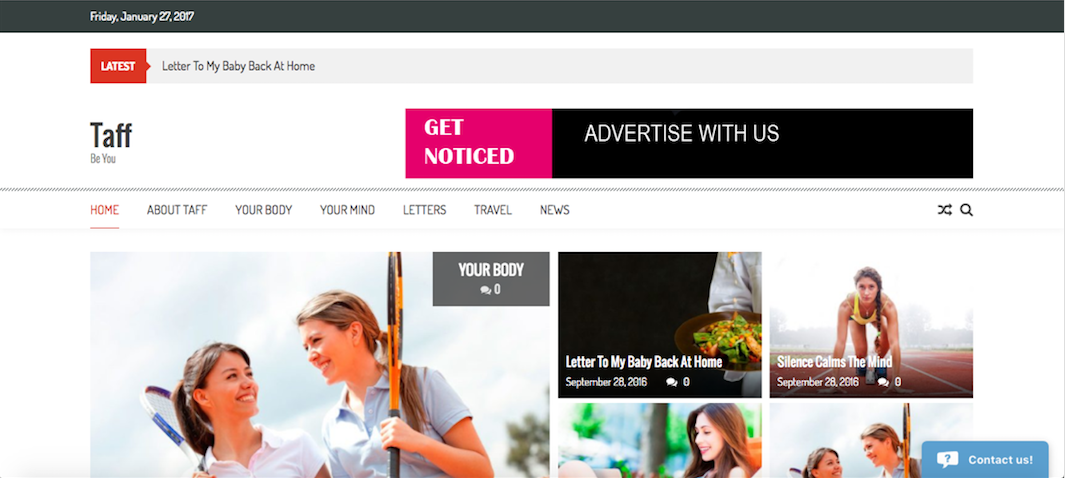 Friday, January 27, 2017
LATEST
Letter To My Baby Back At Home
Taff
Be You
GET
NOTICED
ADVERTISE WITH US
HOME
ABOUT TAFF
YOUR BODY
YOUR MIND
LETTERS
TRAVEL
NEWS
YOUR BODY
0
Letter To My Baby Back At Home
September 28, 2016
0
Silence Calms The Mind
September 28, 2016
0
?
Contact us!